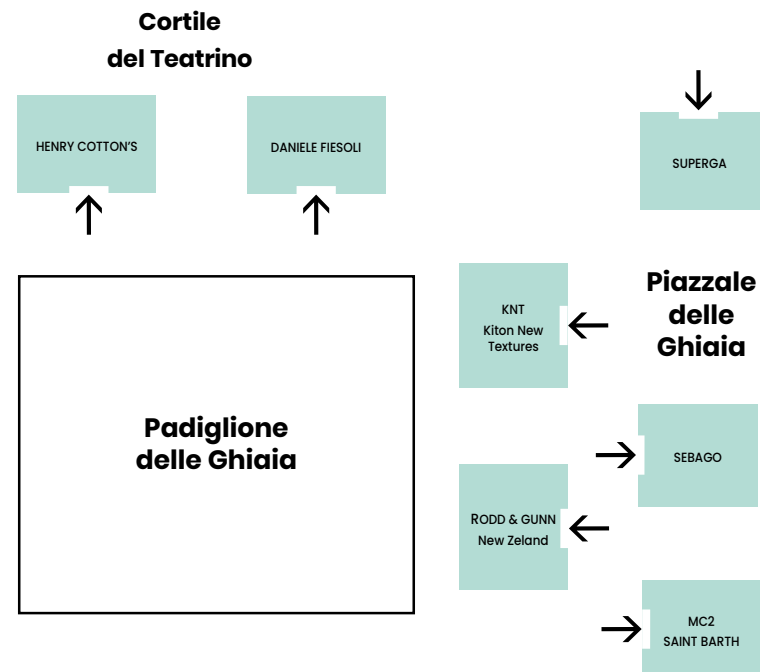 Cortile
del Teatrino
HENRY COTTON'S
DANIELE FIESOLI
SUPERGA
KNT
Kiton New
Textures
Piazzale
delle
Ghiaia
Padiglione
delle Ghiaia
SEBAGO
RODD & GUNN
New Zeland
MC2
SAINT BARTH